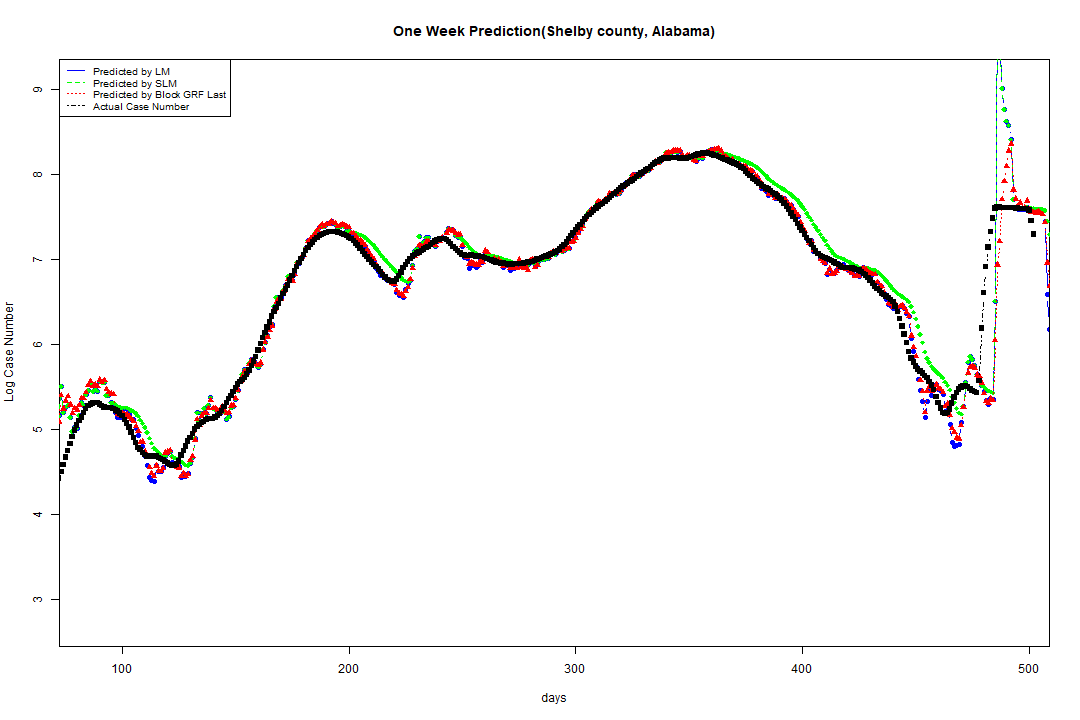 One Week Prediction(Shelby county, Alabama)
Predicted by LM
Predicted by SLM
Predicted by Block GRF Last
Actual Case Number
Log Case Number
9
8
7
6
5
4
3
100 200 300 400 500
days